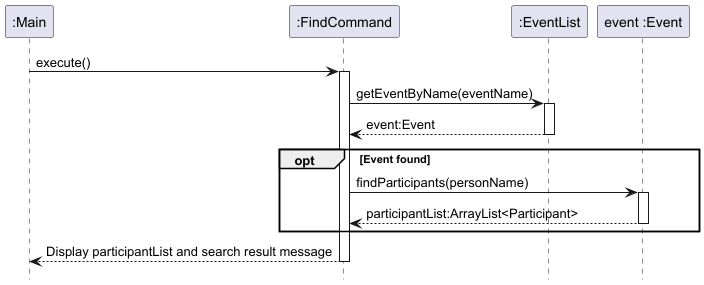 :Main
:FindCommand
:EventList
event :Event
execute()
getEventByName(eventName)
event:Event
opt
[Event found]
findParticipants(personName)
participantList:ArrayList<Participant>
Display participantList and search result message